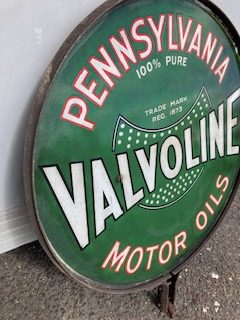 PENNSYLVANIA
100% PURE
TRADE MARK
REG. 1873
VALVOLINE
MOTOR OILS